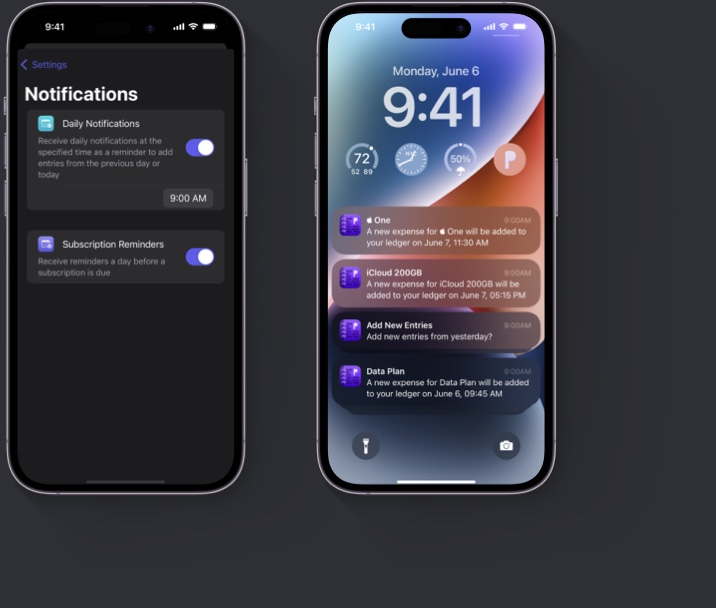 9:41
Settings
Notifications
Daily Notifications
Receive daily notifications at the
specified time as a reminder to add
entries from the previous day or
today
9:00 AM
Subscription Reminders
Receive reminders a day before a
subscription is due
9:41
Monday, June 6
9:41
72
52 89
NYC
50%
P
One
9:00AM
A new expense for  One will be added to
your ledger on June 7, 11:30 AM
iCloud 200GB
9:00AM
A new expense for iCloud 200GB will be
added to your ledger on June 7, 05:15 PM
Add New Entries
9:00AM
Add new entries from yesterday?
Data Plan
9:00AM
A new expense for Data Plan will be added
to your ledger on June 6, 09:45 AM